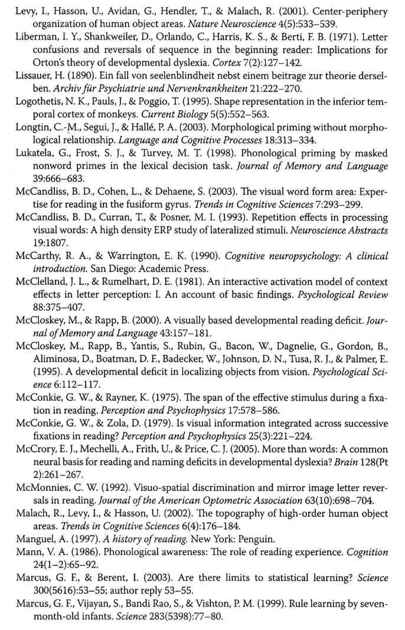 Levy, I., Hasson, U., Avidan, G., Hendler, T., & Malach, R. (2001). Center-periphery
organization of human object areas. Nature Neuroscience 4(5):533–539.
Liberman, I. Y., Shankweiler, D., Orlando, C., Harris, K. S., & Berti, F. B. (1971). Letter
confusions and reversals of sequence in the beginning reader: Implications for
Orton's theory of developmental dyslexia. Cortex 7(2):127–142.
Lissauer, H. (1890). Ein fall von seelenblindheit nebst einem beitrage zur theorie dersel-
ben. Archiv für Psychiatrie und Nervenkrankheiten 21:222–270.
Logothetis, N. K., Pauls, J., & Poggio, T. (1995). Shape representation in the inferior tem-
poral cortex of monkeys. Current Biology 5(5):552–563.
Longtin, C.-M., Segui, J., & Hallé, P. A. (2003). Morphological priming without morpho-
logical relationship. Language and Cognitive Processes 18:313–334.
Lukatela, G., Frost, S. J., & Turvey, M. T. (1998). Phonological priming by masked
nonword primes in the lexical decision task. Journal of Memory and Language
39:666–683.
McCandliss, B. D., Cohen, L., & Dehaene, S. (2003). The visual word form area: Exper-
tise for reading in the fusiform gyrus. Trends in Cognitive Sciences 7:293–299.
McCandliss, B. D., Curran, T., & Posner, M. I. (1993). Repetition effects in processing
visual words: A high density ERP study of lateralized stimuli. Neuroscience Abstracts
19:1807.
McCarthy, R. A., & Warrington, E. K. (1990). Cognitive neuropsychology: A clinical
introduction. San Diego: Academic Press.
McClelland, J. L., & Rumelhart, D. E. (1981). An interactive activation model of context
effects in letter perception: I. An account of basic findings. Psychological Review
88:375–407.
McCloskey, M., & Rapp, B. (2000). A visually based developmental reading deficit. Jour-
nal of Memory and Language 43:157–181.
McCloskey, M., Rapp, B., Yantis, S., Rubin, G., Bacon, W., Dagnelie, G., Gordon, B.,
Aliminosa, D., Boatman, D. F., Badecker, W., Johnson, D. N., Tusa, R. J., & Palmer, E.
(1995). A developmental deficit in localizing objects from vision. Psychological Sci-
ence 6:112–117.
McConkie, G. W., & Rayner, K. (1975). The span of the effective stimulus during a fixa-
tion in reading. Perception and Psychophysics 17:578–586.
McConkie, G. W., & Zola, D. (1979). Is visual information integrated across successive
fixations in reading? Perception and Psychophysics 25(3):221–224.
McCrory, E. J., Mechelli, A., Frith, U., & Price, C. J. (2005). More than words: A common
neural basis for reading and naming deficits in developmental dyslexia? Brain 128(Pt
2):261–267.
McMonnies, C. W. (1992). Visuo-spatial discrimination and mirror image letter rever-
sals in reading. Journal of the American Optometric Association 63(10):698–704.
Malach, R., Levy, I., & Hasson, U. (2002). The topography of high-order human object
areas. Trends in Cognitive Sciences 6(4):176–184.
Manguel, A. (1997). A history of reading. New York: Penguin.
Mann, V. A. (1986). Phonological awareness: The role of reading experience. Cognition
24(1–2):65–92.
Marcus, G. F., & Berent, I. (2003). Are there limits to statistical learning? Science
300(5616):53–55; author reply 53–55.
Marcus, G. F., Vijayan, S., Bandi Rao, S., & Vishton, P. M. (1999). Rule learning by seven-
month-old infants. Science 283(5398):77–80.